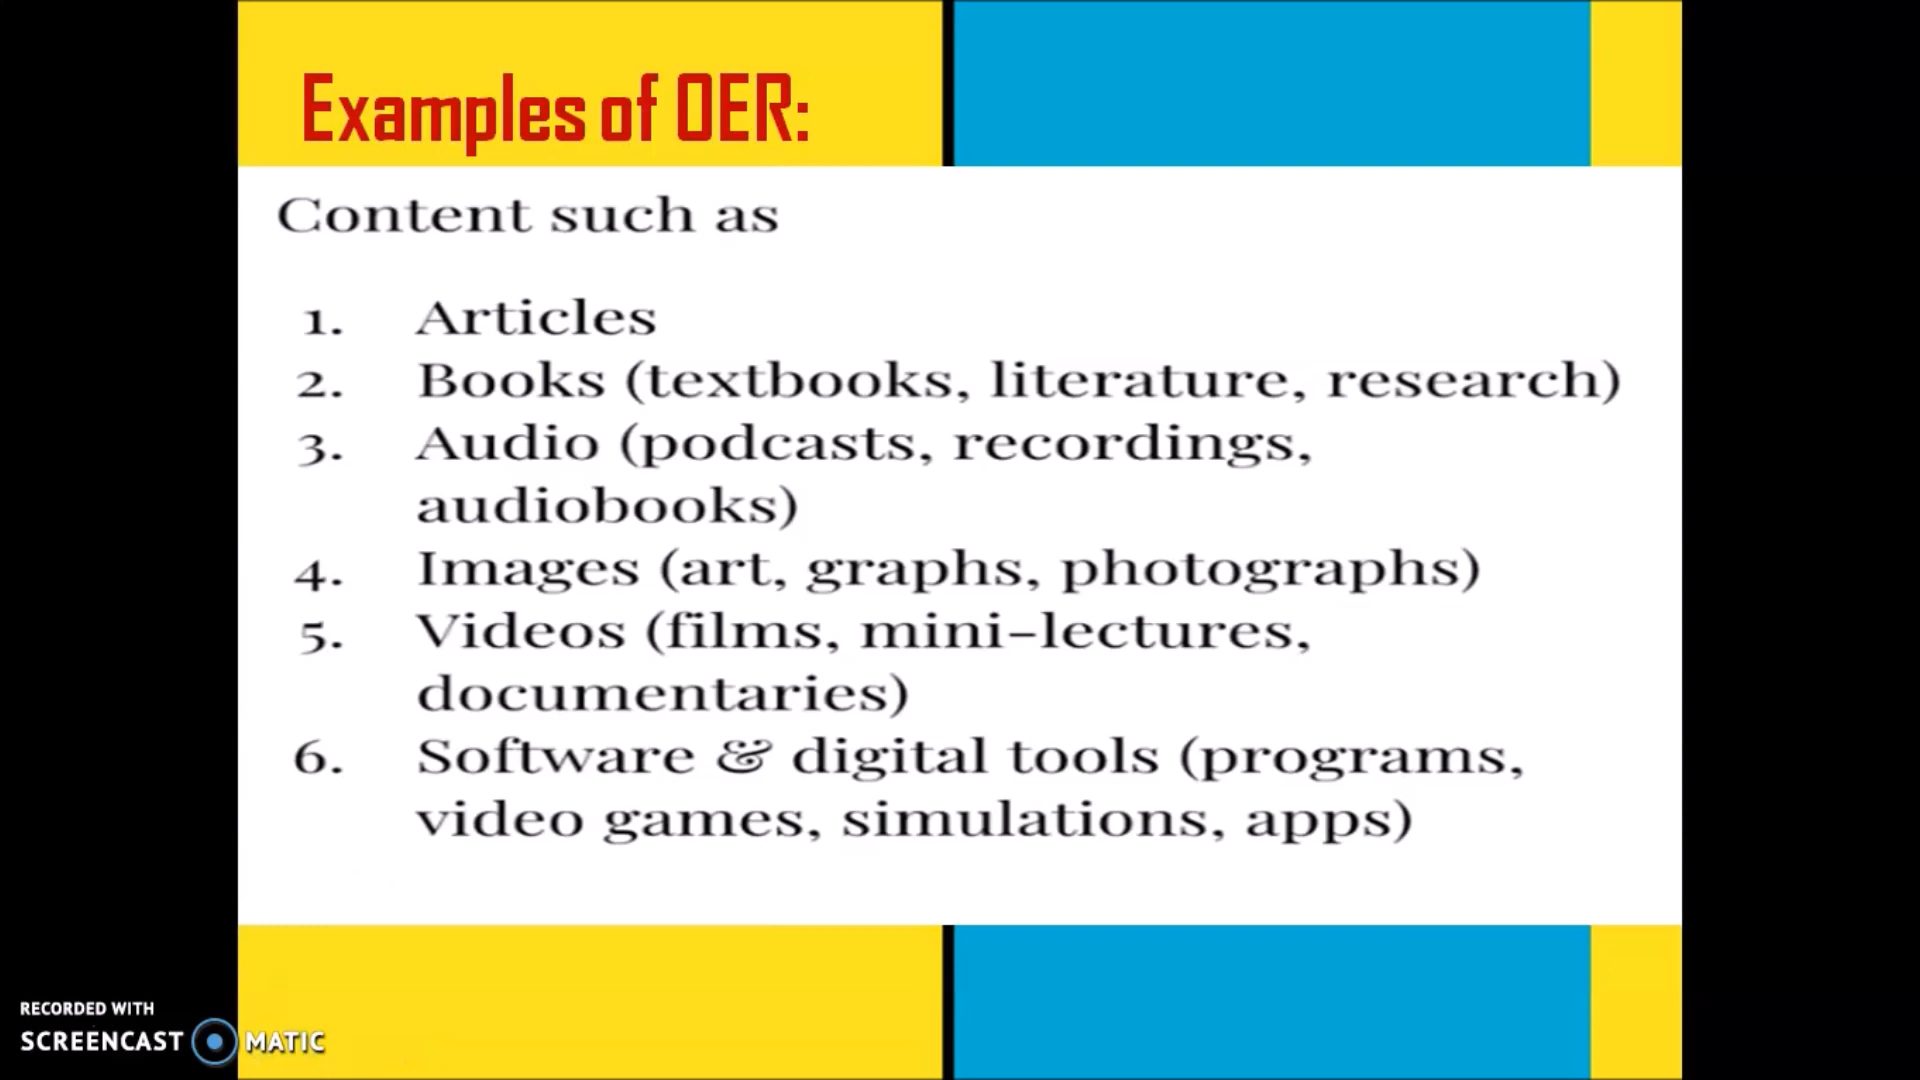 Examples of OER:
Content such as
1. Articles
2. Books (textbooks, literature, research)
3. Audio (podcasts, recordings,
audiobooks)
4. Images (art, graphs, photographs)
5. Videos (films, mini-lectures,
documentaries)
6. Software & digital tools (programs,
video games, simulations, apps)
RECORDED WITH
SCREENCAST MATIC